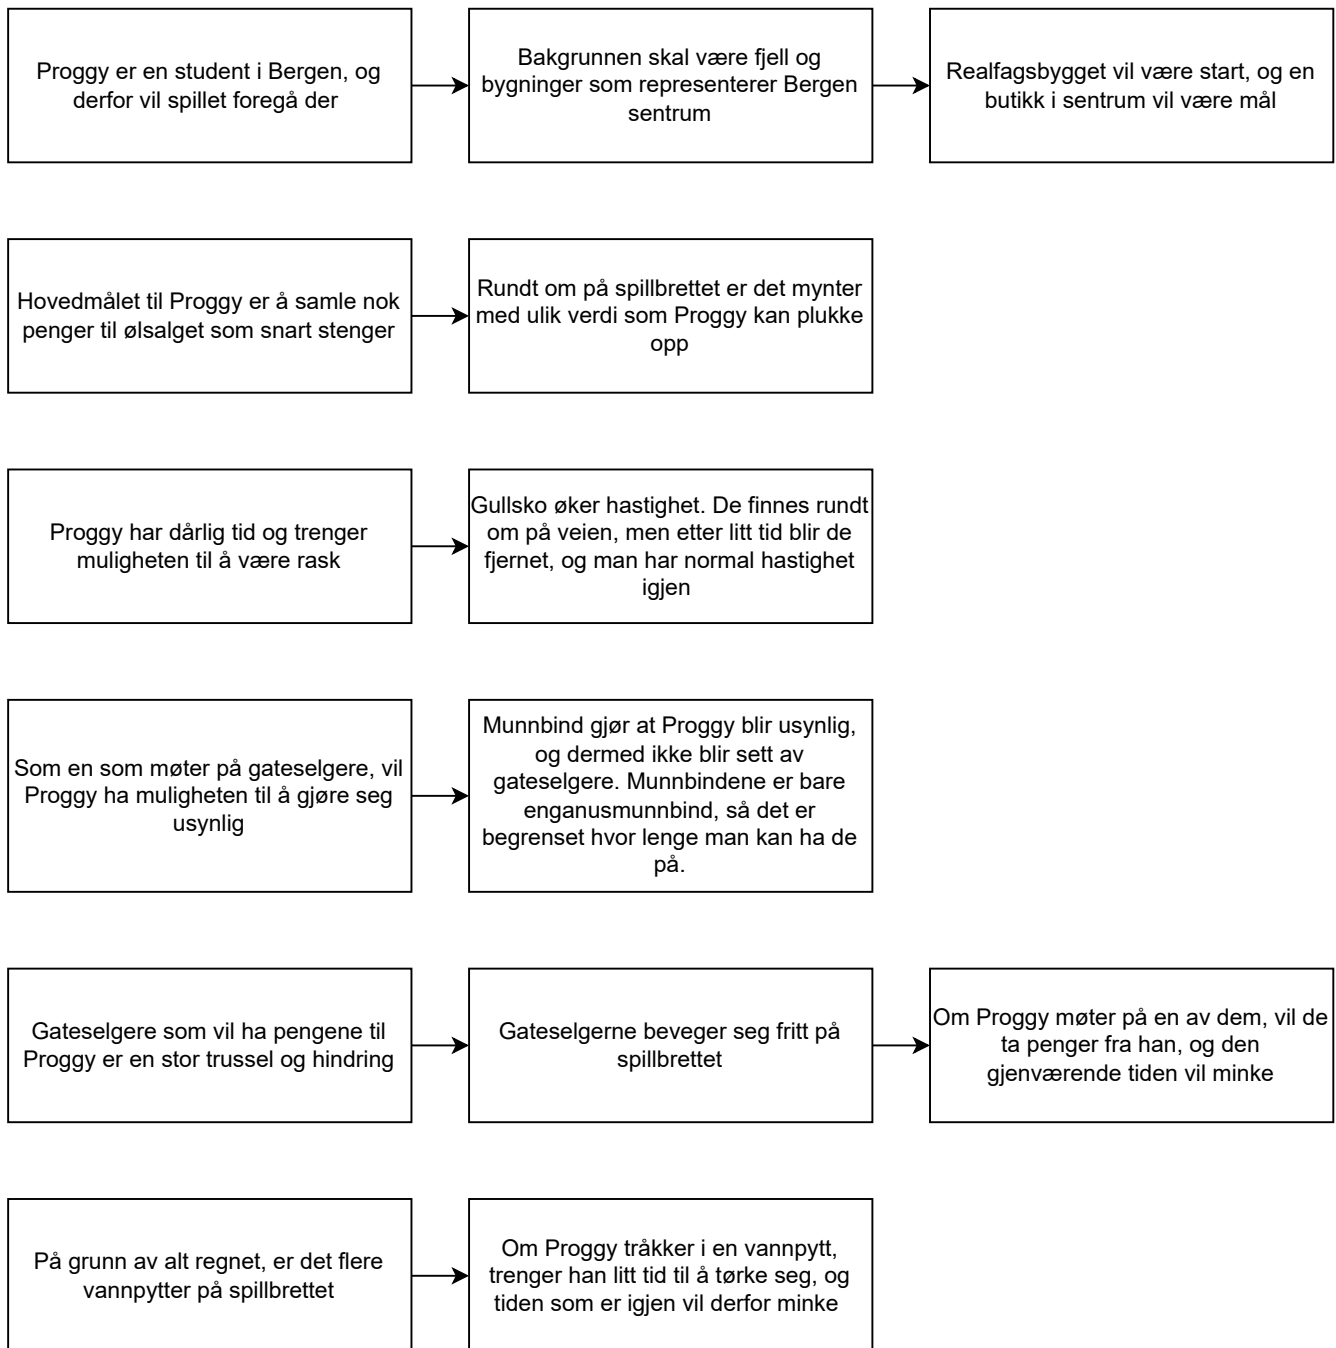 Proggy er en student i Bergen, og
derfor vil spillet foregå der
Bakgrunnen skal være fjell og
bygninger som representerer Bergen
sentrum
Realfagsbygget vil være start, og en
butikk i sentrum vil være mål
Hovedmålet til Proggy er å samle nok
penger til ølsalget som snart stenger
Rundt om på spillbrettet er det mynter
med ulik verdi som Proggy kan plukke
opp
Proggy har dårlig tid og trenger
muligheten til å være rask
Gullsko øker hastighet. De finnes rundt
om på veien, men etter litt tid blir de
fjernet, og man har normal hastighet
igjen
Som en som møter på gateselgere, vil
Proggy ha muligheten til å gjøre seg
usynlig
Munnbind gjør at Proggy blir usynlig,
og dermed ikke blir sett av
gateselgere. Munnbindene er bare
enganusmunnbind, så det er
begrenset hvor lenge man kan ha de
på.
Gateselgere som vil ha pengene til
Proggy er en stor trussel og hindring
Gateselgerne beveger seg fritt på
spillbrettet
Om Proggy møter på en av dem, vil de
ta penger fra han, og den
gjenværende tiden vil minke
På grunn av alt regnet, er det flere
vannpytter på spillbrettet
Om Proggy tråkker i en vannpytt,
trenger han litt tid til å tørke seg, og
tiden som er igjen vil derfor minke